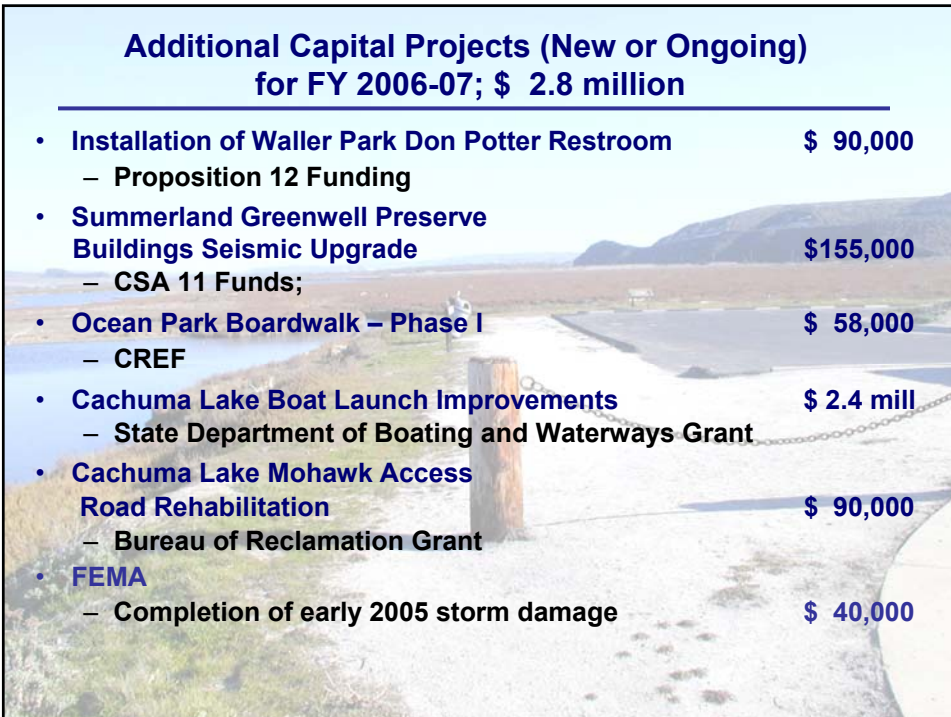 Additional Capital Projects (New or Ongoing)
for FY 2006-07; $ 2.8 million
• Installation of Waller Park Don Potter Restroom $ 90,000
– Proposition 12 Funding
• Summerland Greenwell Preserve
Buildings Seismic Upgrade $155,000
– CSA 11 Funds;
• Ocean Park Boardwalk – Phase I $ 58,000
– CREF
• Cachuma Lake Boat Launch Improvements $ 2.4 mill
– State Department of Boating and Waterways Grant
• Cachuma Lake Mohawk Access
Road Rehabilitation $ 90,000
– Bureau of Reclamation Grant
• FEMA
– Completion of early 2005 storm damage $ 40,000